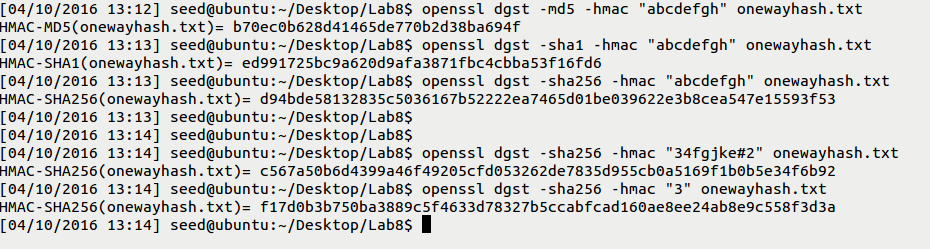 [04/10/2016 13:12] seed@ubuntu:~/Desktop/Lab8$ openssl dgst -md5 -hmac "abcdefgh" onewayhash.txt
HMAC-MD5(onewayhash.txt)= b70ec0b628d41465de770b2d38ba694f
[04/10/2016 13:13] seed@ubuntu:~/Desktop/Lab8$ openssl dgst -sha1 -hmac "abcdefgh" onewayhash.txt
HMAC-SHA1(onewayhash.txt)= ed991725bc9a620d9afa3871fbc4cbba53f16fd6
[04/10/2016 13:13] seed@ubuntu:~/Desktop/Lab8$ openssl dgst -sha256 -hmac "abcdefgh" onewayhash.txt
HMAC-SHA256(onewayhash.txt)= d94bde58132835c5036167b52222ea7465d01be039622e3b8cea547e15593f53
[04/10/2016 13:13] seed@ubuntu:~/Desktop/Lab8$
[04/10/2016 13:14] seed@ubuntu:~/Desktop/Lab8$
[04/10/2016 13:14] seed@ubuntu:~/Desktop/Lab8$ openssl dgst -sha256 -hmac "34fgjke#2" onewayhash.txt
HMAC-SHA256(onewayhash.txt)= c567a50b6d4399a46f49205cfd053262de7835d955cb0a5169f1b0b5e34f6b92
[04/10/2016 13:14] seed@ubuntu:~/Desktop/Lab8$ openssl dgst -sha256 -hmac "3" onewayhash.txt
HMAC-SHA256(onewayhash.txt)= f17d0b3b750ba3889c5f4633d78327b5ccabfcad160ae8ee24ab8e9c558f3d3a
[04/10/2016 13:14] seed@ubuntu:~/Desktop/Lab8$